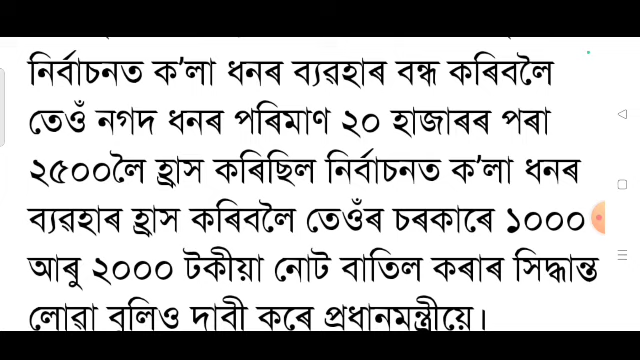 নিৰ্বাচনত ক'লা ধনৰ ব্যৱহাৰ বন্ধ কৰিবলৈ
তেওঁ নগদ ধনৰ পৰিমাণ ২০ হাজাৰৰ পৰা
২৫০০লৈ হ্ৰাস কৰিছিল নিৰ্বাচনত ক'লা ধনৰ
ব্যৱহাৰ হ্ৰাস কৰিবলৈ তেওঁৰ চৰকাৰে ১০০০
আৰু ২০০০ টকীয়া নোট বাতিল কৰাৰ সিদ্ধান্ত
লোৱা বুলিও দাবী কৰে প্ৰধানমন্ত্ৰীয়ে।